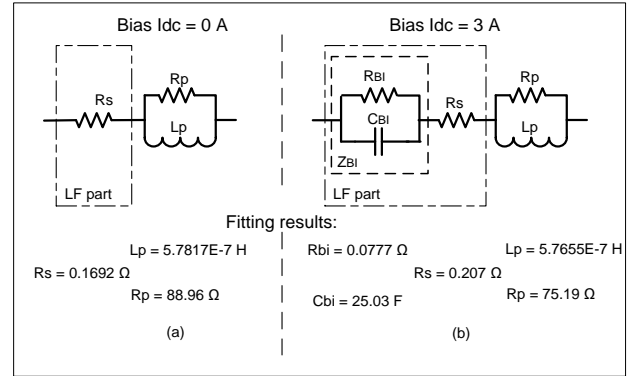 Bias Idc = 0 A
Rp
Rs
Lp
LF part
Bias Idc = 3 A
RBI
Rp
CBI
Rs
Lp
ZBI
LF part
Fitting results:
Lp = 5.7817E-7 H
Rs = 0.1692 Ω
Rp = 88.96 Ω
(a)
Rbi = 0.0777 Ω
Lp = 5.7655E-7 H
Rs = 0.207 Ω
Cbi = 25.03 F
Rp = 75.19 Ω
(b)